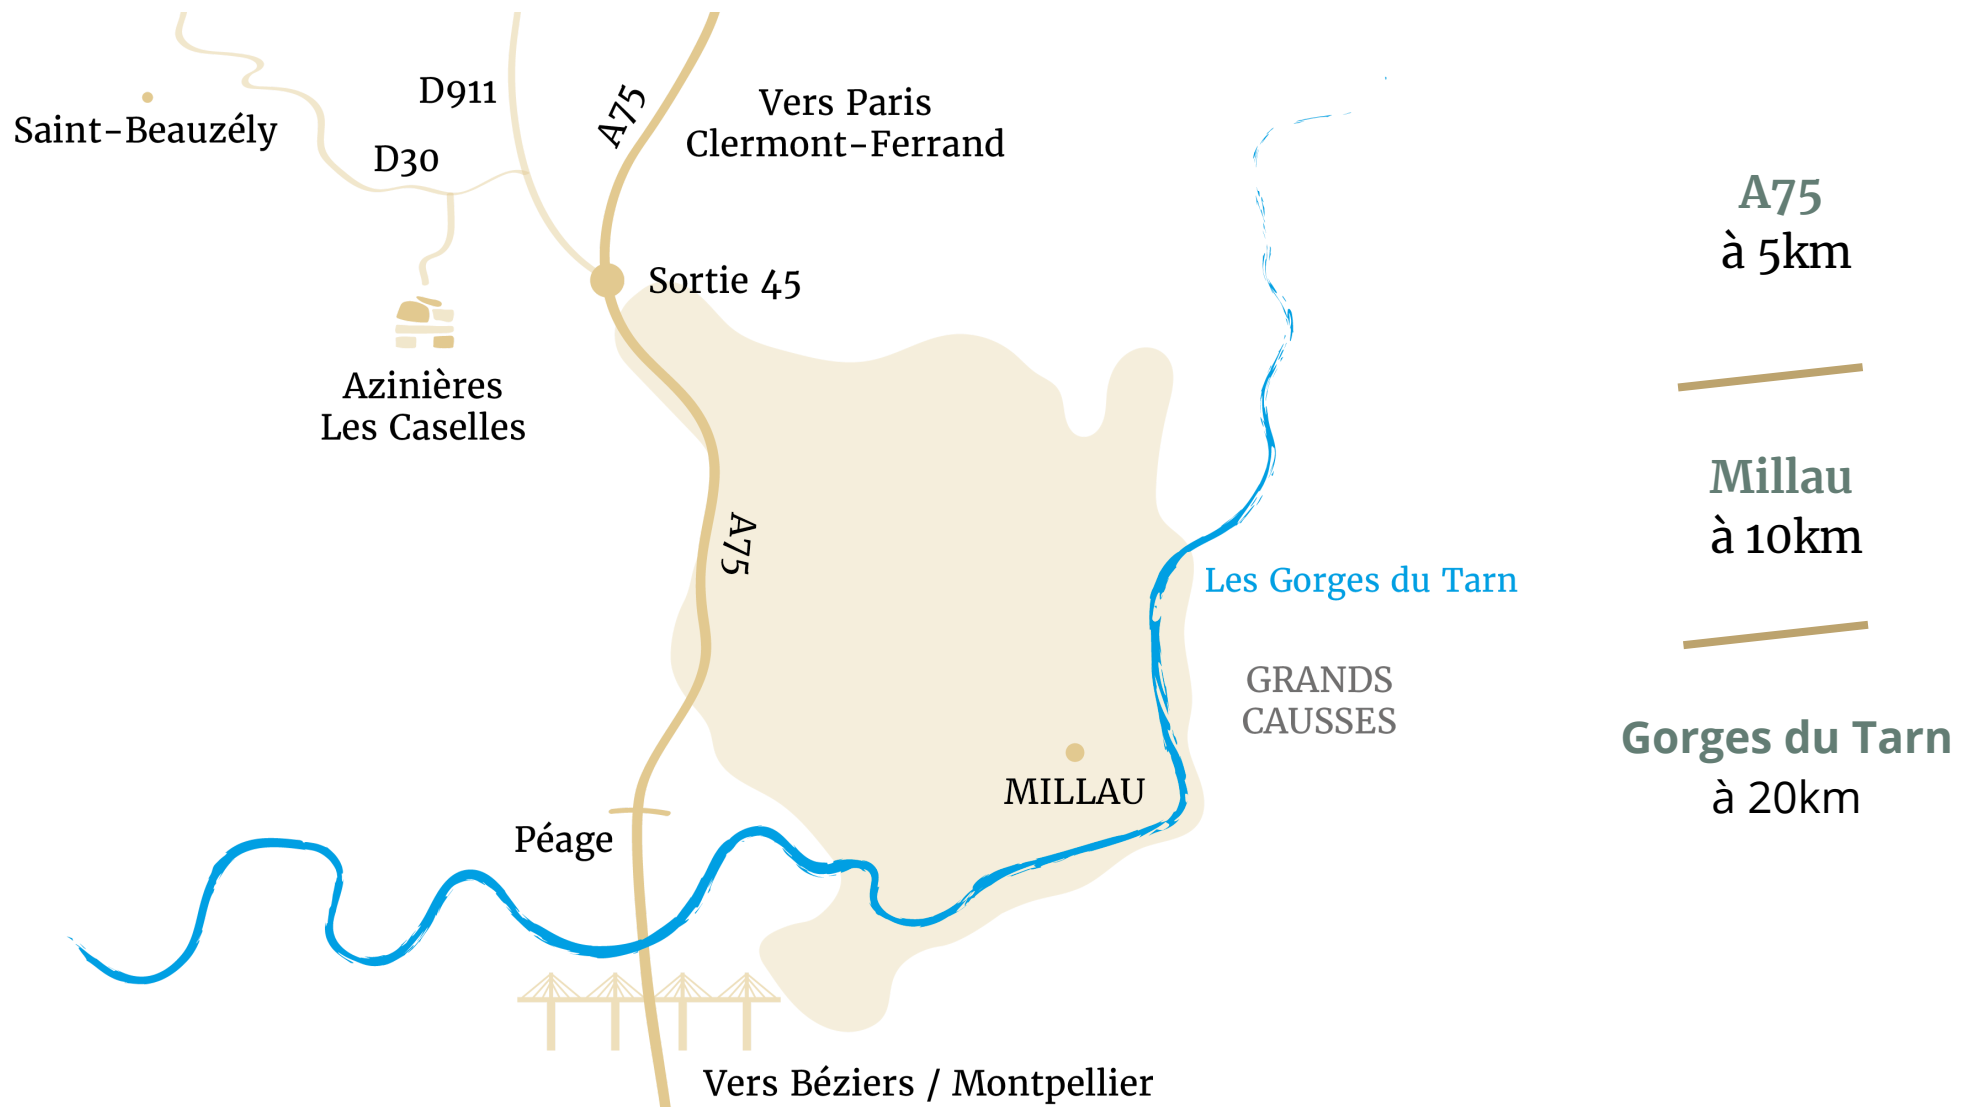 D911
A75
Vers Paris
Clermont-Ferrand
Saint-Beauzély
D30
Sortie 45
Azinières
Les Caselles
A75
Les Gorges du Tarn
GRANDS
CAUSSES
MILLAU
Péage
Vers Béziers / Montpellier
A75
à 5km
Millau
à 10km
Gorges du Tarn
à 20km